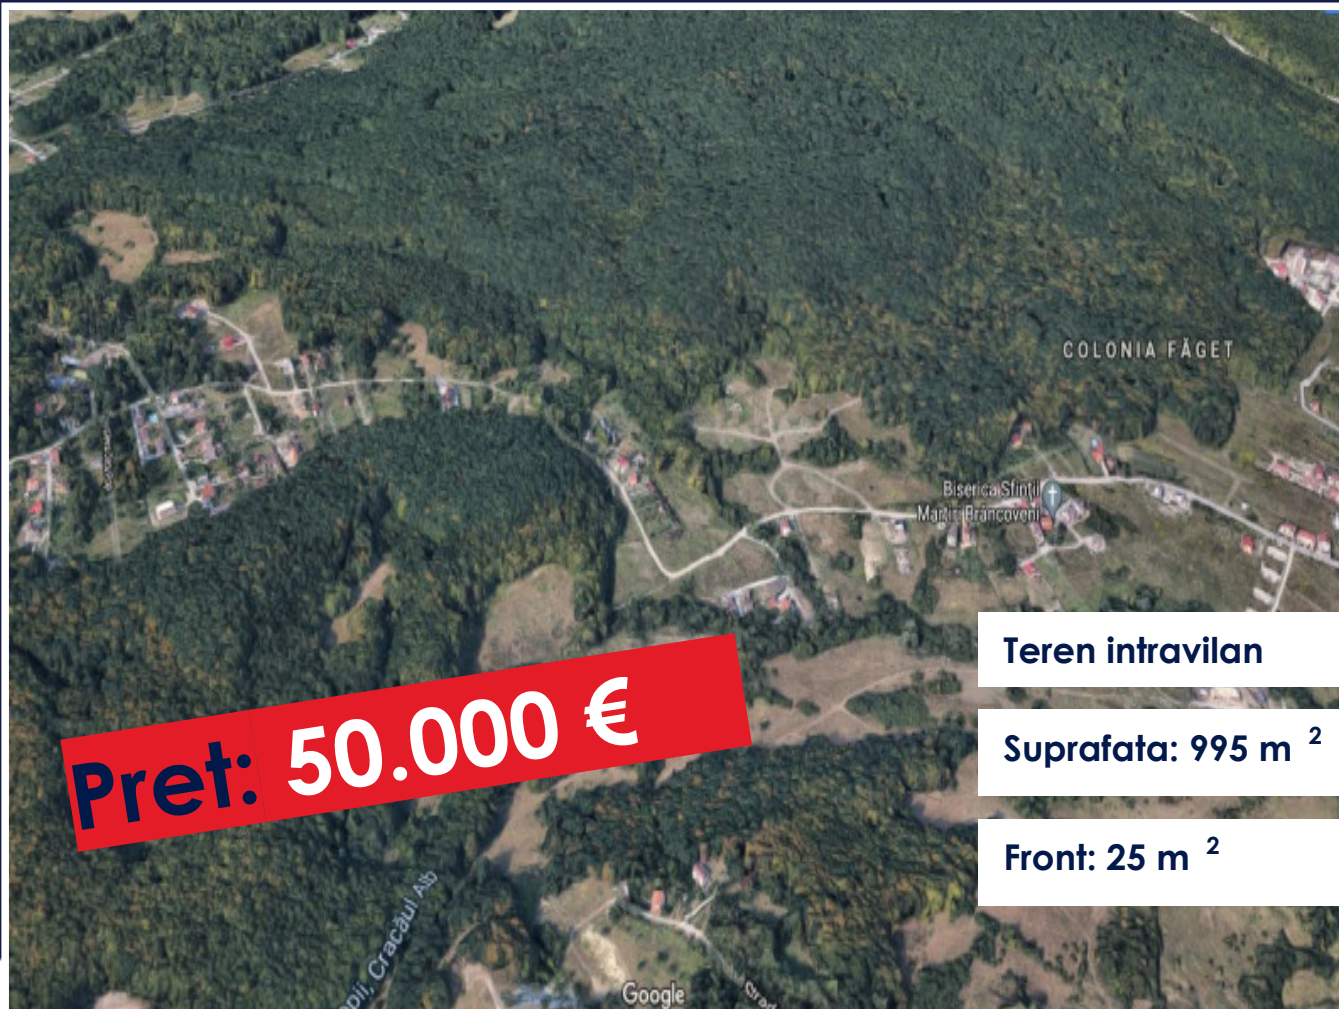 COLONIA FĂGET
Biserica Sfinții
Martiri Brâncoveni
Teren intravilan
Suprafata: 995 m 2
Pret: 50.000 €
Front: 25 m 2
Cracăul Alb
Google